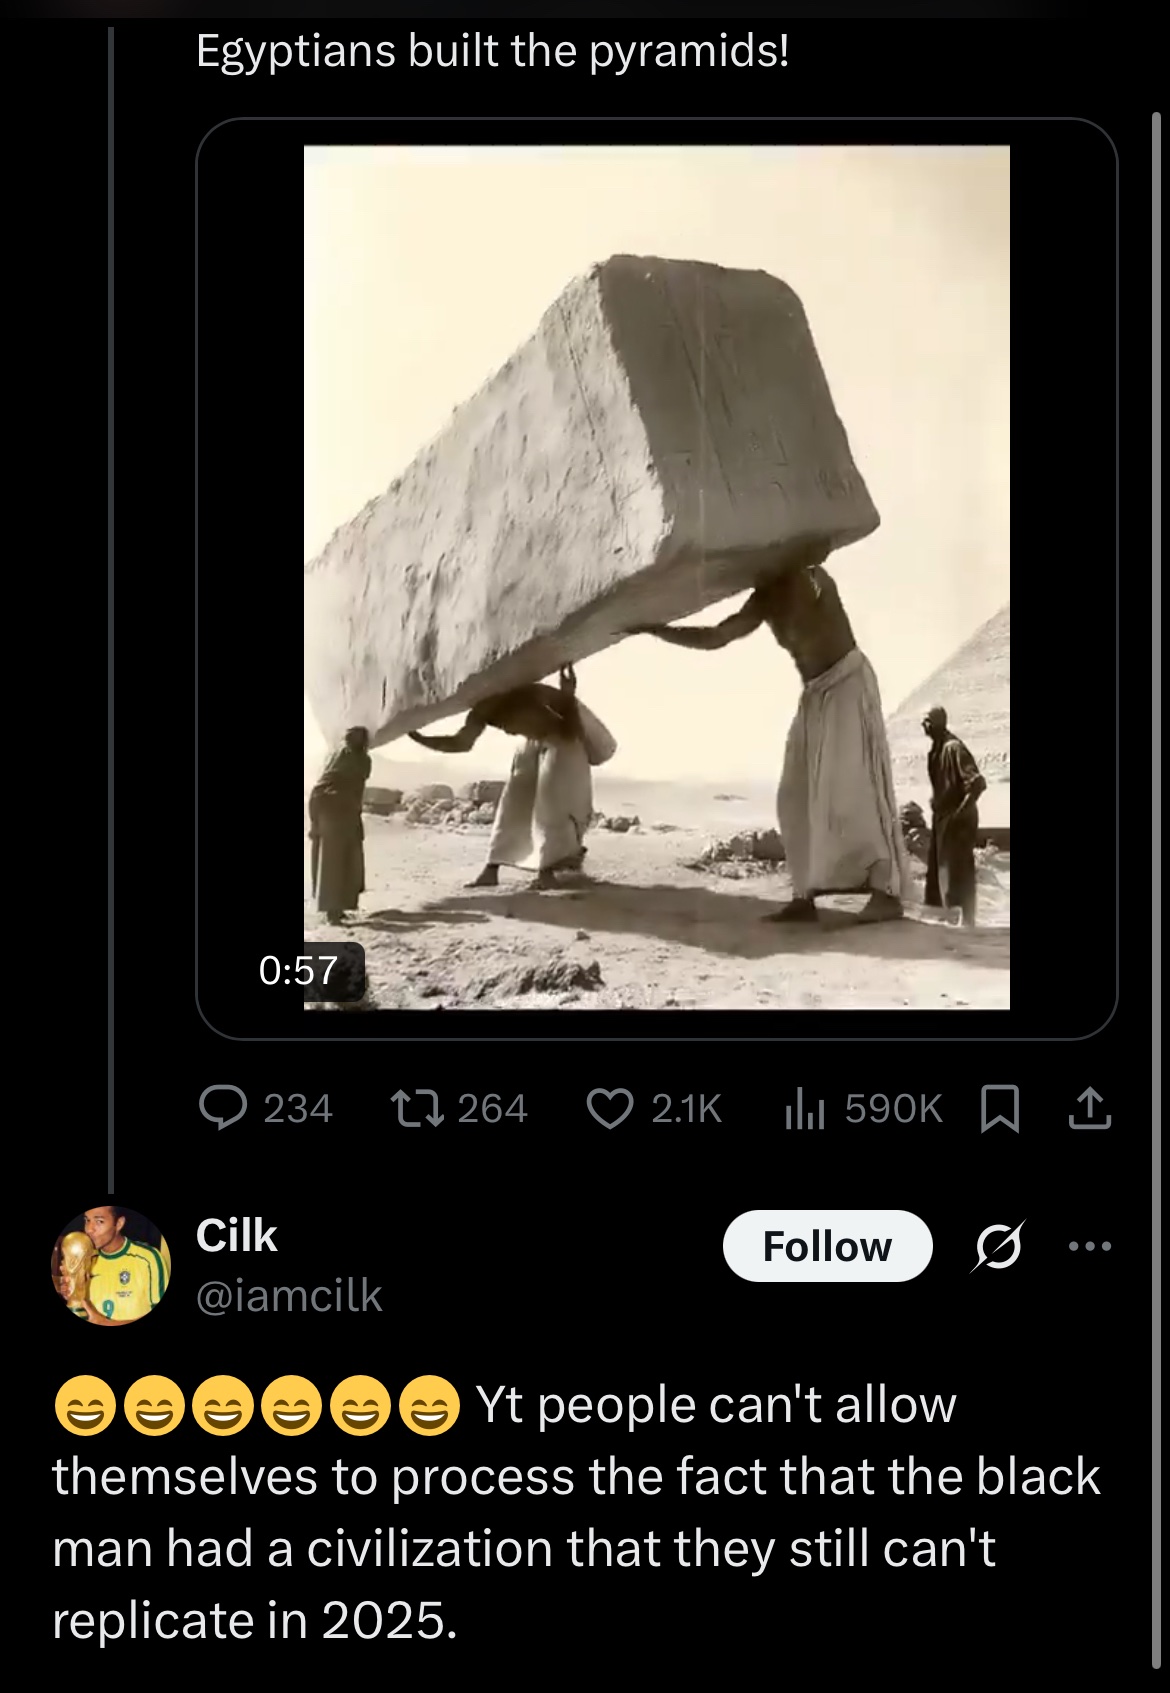 Egyptians built the pyramids!
0:57
234 264 2.1K 590K
Cilk
Follow
@iamcilk
😄😄😄😄😄😄 Yt people can't allow
themselves to process the fact that the black
man had a civilization that they still can't
replicate in 2025.